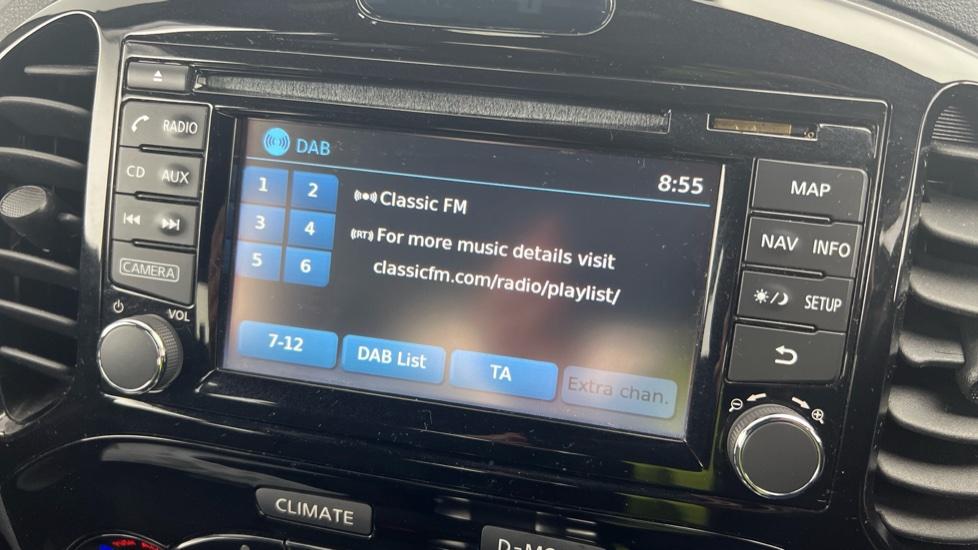 RADIO
CD AUX
CAMERA
VOL
DAB
8:55
1 2
3 4
5 6
Classic FM
(RT) For more music details visit
classicfm.com/radio/playlist/
7-12 DAB List TA Extra chan.
MAP
NAV INFO
SETUP
CLIMATE